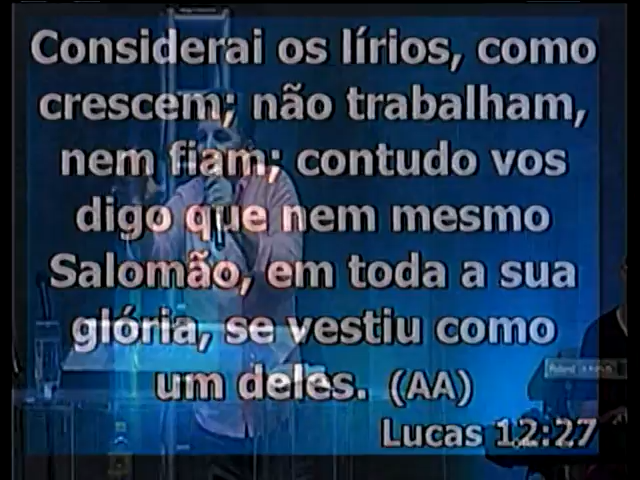 Considerai os lírios, como
crescem; não trabalham,
nem fiam; contudo vos
digo que nem mesmo
Salomão, em toda a sua
glória, se vestiu como
um deles. (AA)
Lucas 12:27
Roland